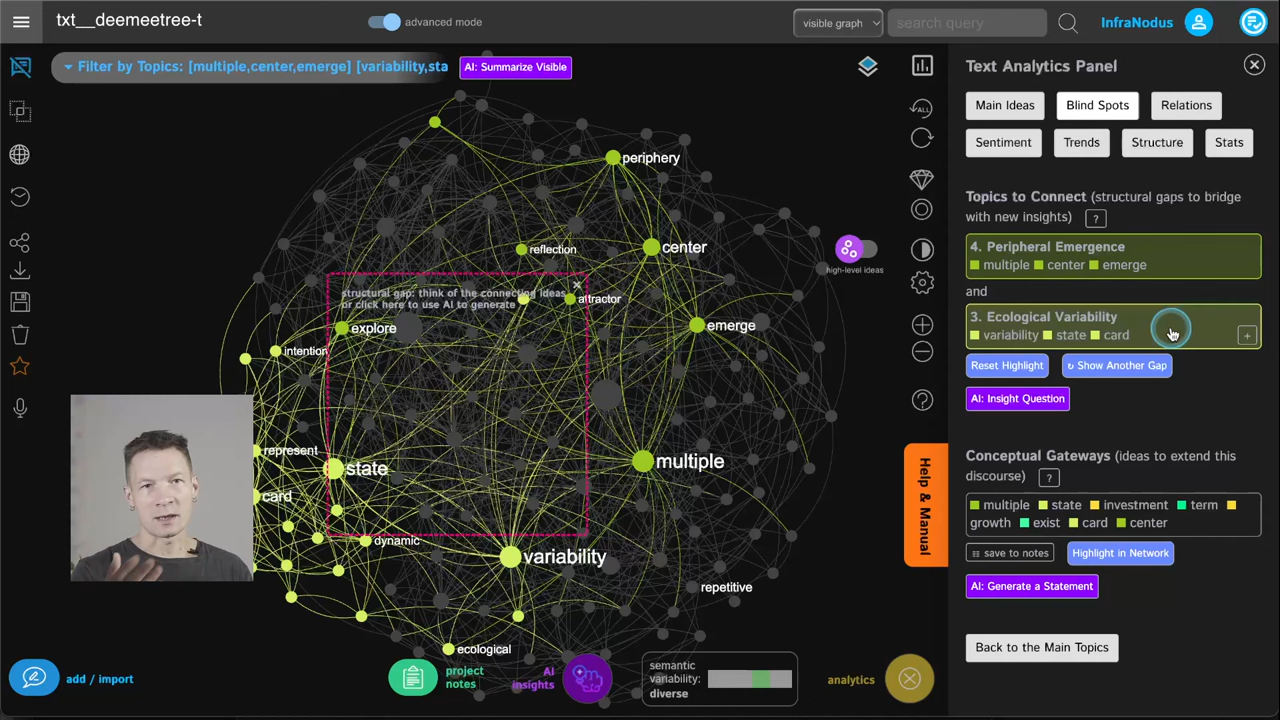 txt__deemeetree-t
advanced mode
visible graph
search query
InfraNodus
Filter by Topics: [multiple,center,emerge] [variability,sta
AI: Summarize Visible
Text Analytics Panel
Main Ideas
Blind Spots
Relations
Sentiment
Trends
Structure
Stats
Topics to Connect (structural gaps to bridge
with new insights) ?
4. Peripheral Emergence
multiple center emerge
and
3. Ecological Variability
variability state card
+
Reset Highlight
↻ Show Another Gap
AI: Insight Question
Conceptual Gateways (ideas to extend this
discourse) ?
multiple state investment term
growth exist card center
save to notes
Highlight in Network
AI: Generate a Statement
Back to the Main Topics
ALL
high-level ideas
Help & Manual
periphery
center
reflection
structural gap: think of the connecting ideas
or click here to use AI to generate
attractor
explore
emerge
intention
represent
state
multiple
card
dynamic
variability
repetitive
ecological
add / import
project
notes
AI
insights
semantic
variability:
diverse
analytics